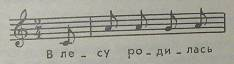 В ле _ су ро _ ди _ лась